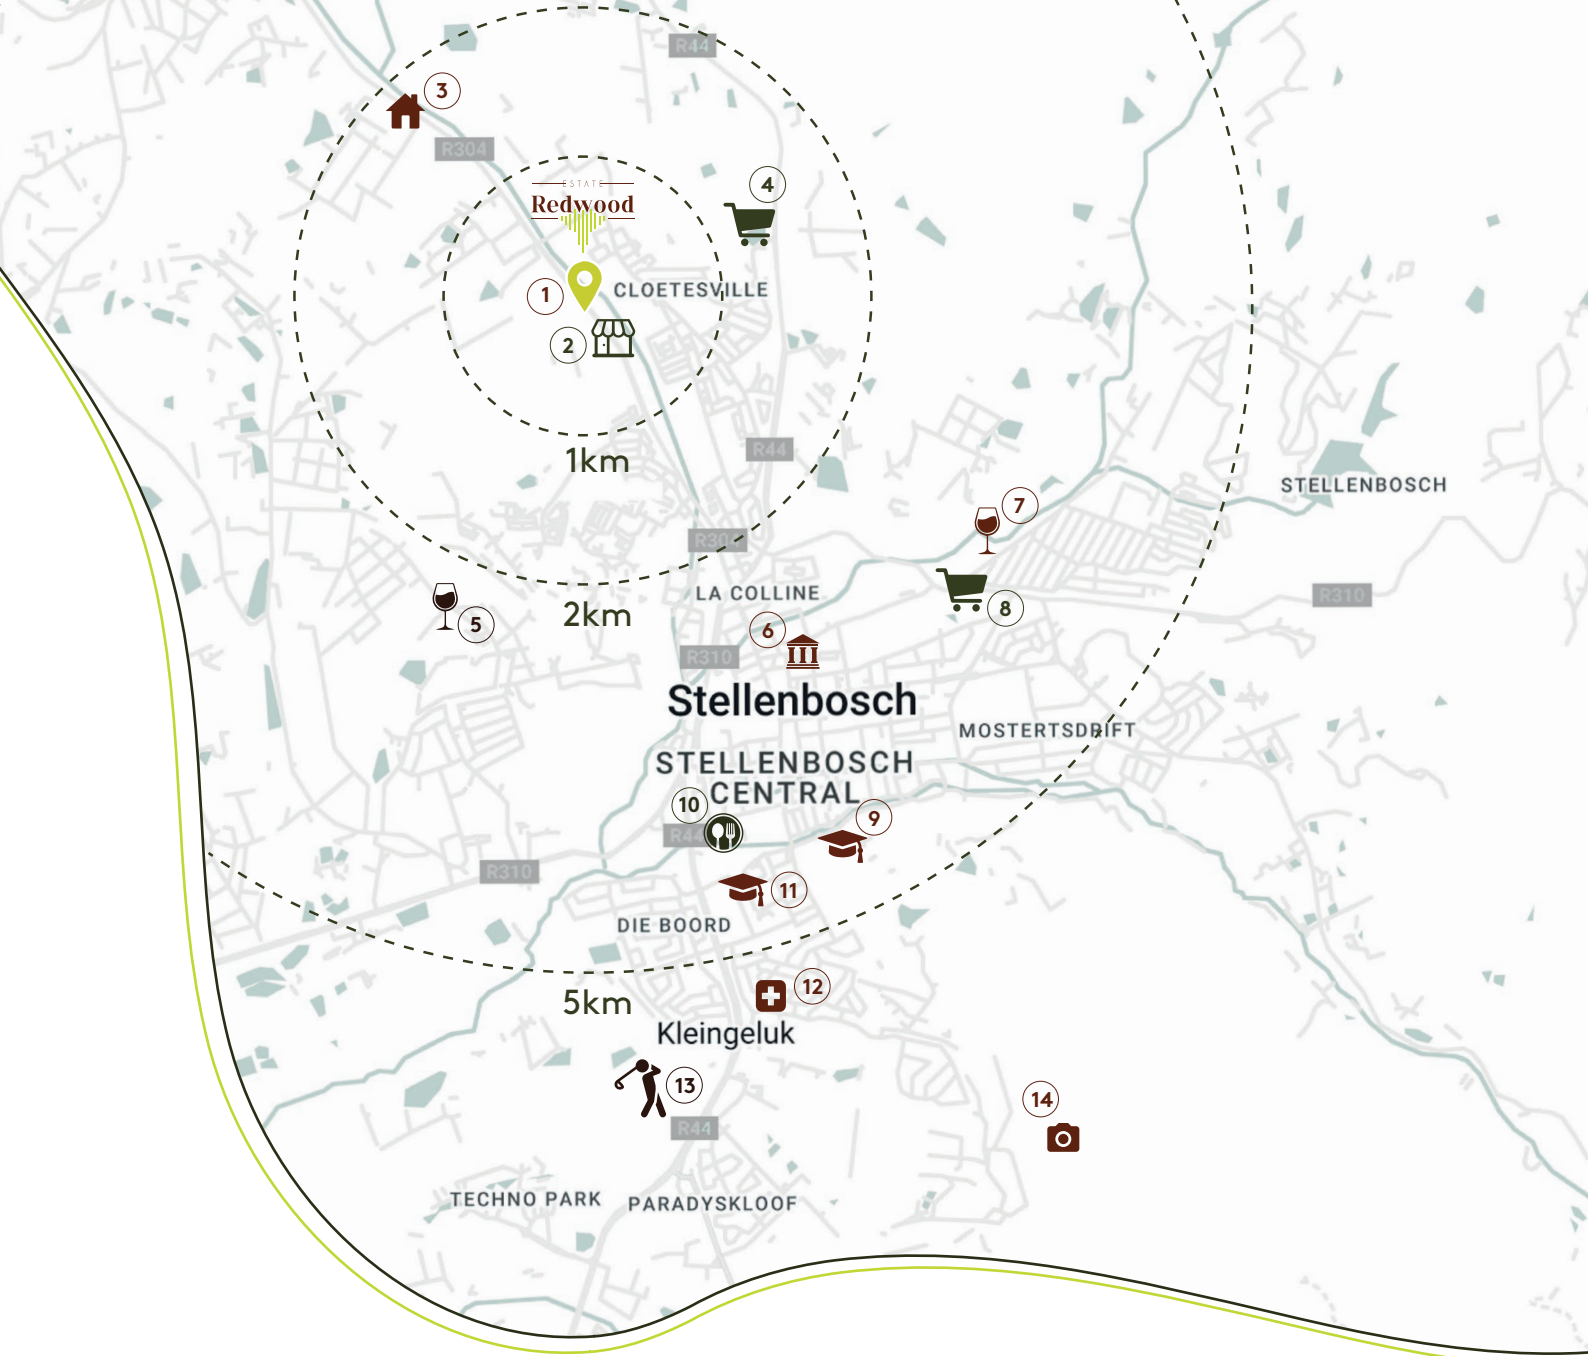 R44
3
R304
ESTATE
Redwood
4
1
CLOETESVILLE
2
1km
R44
STELLENBOSCH
7
R304
LA COLLINE
8
R310
2km
5
6
R310
Stellenbosch
MOSTERTSDRIFT
STELLENBOSCH
CENTRAL
10
9
R44
R310
11
DIE BOORD
12
5km
Kleingeluk
13
14
R44
TECHNO PARK
PARADYSKLOOF